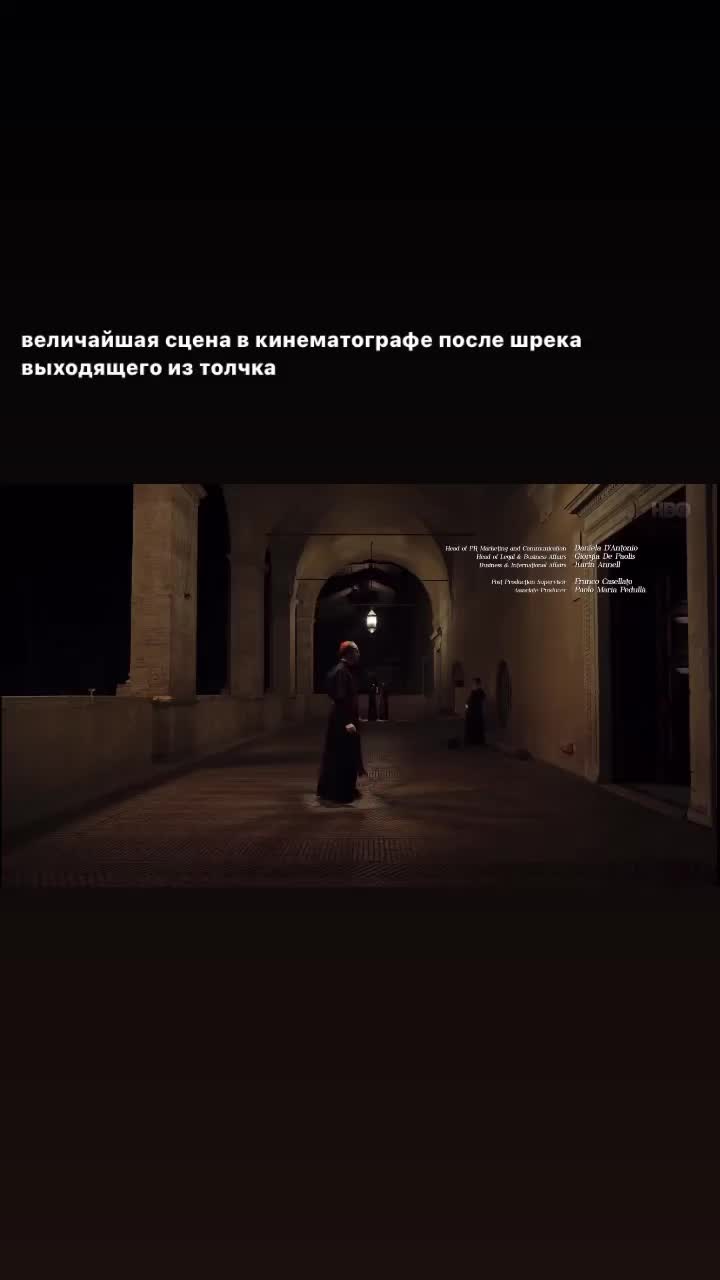 величайшая сцена в кинематографе после шрека
выходящего из толчка
HBO
Head of PR, Marketing and Communication Daniela D'Antonio
Head of Legal & Business Affairs Giorgia De Paolis
Business & International Affairs Karin Annell
Post Production Supervisor Franco Casellato
Associate Producer Paolo Maria Pedullà